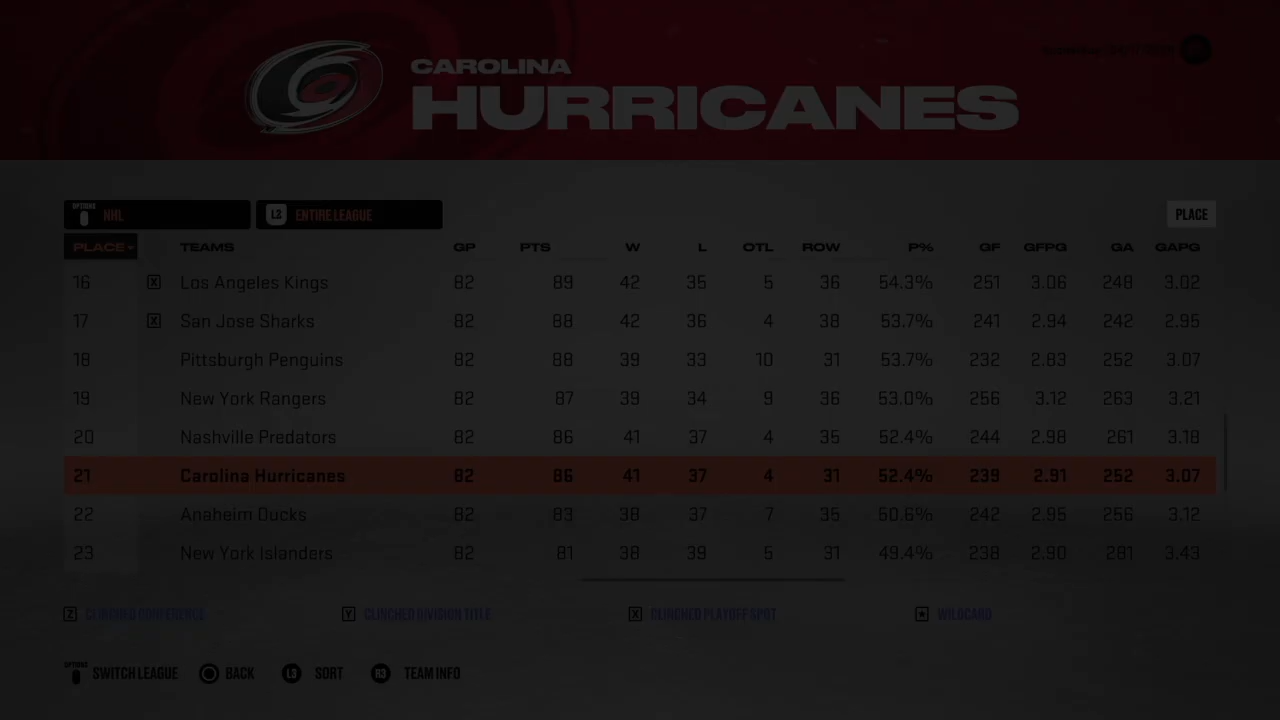 CAROLINA
HURRICANES
OPTIONS NHL L2 ENTIRE LEAGUE PLACE
PLACE TEAMS GP PTS W L OTL ROW P% GF GFPG GA GAPG
16 X Los Angeles Kings 82 89 42 35 5 36 54.3% 251 3.06 248 3.02
17 X San Jose Sharks 82 88 42 36 4 38 53.7% 241 2.94 242 2.95
18 Pittsburgh Penguins 82 88 39 33 10 31 53.7% 232 2.83 252 3.07
19 New York Rangers 82 87 39 34 9 36 53.0% 256 3.12 263 3.21
20 Nashville Predators 82 86 41 37 4 35 52.4% 244 2.98 261 3.18
21 Carolina Hurricanes 82 86 41 37 4 31 52.4% 239 2.91 252 3.07
22 Anaheim Ducks 82 83 38 37 7 35 50.6% 242 2.95 256 3.12
23 New York Islanders 82 81 38 39 5 31 49.4% 238 2.90 281 3.43
Z CLINCHED CONFERENCE Y CLINCHED DIVISION TITLE X CLINCHED PLAYOFF SPOT ★ WILDCARD
OPTIONS SWITCH LEAGUE BACK L3 SORT R3 TEAM INFO